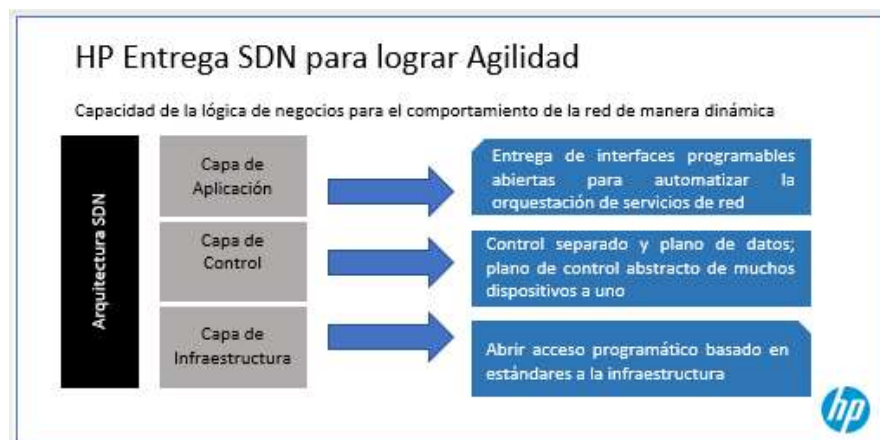 HP Entrega SDN para lograr Agilidad
Capacidad de la lógica de negocios para el comportamiento de la red de manera dinámica
Arquitectura SDN
Capa de
Aplicación
Entrega de interfaces programables
abiertas para automatizar la
orquestación de servicios de red
Capa de
Control
Control separado y plano de datos;
plano de control abstracto de muchos
dispositivos a uno
Capa de
Infraestructura
Abrir acceso programático basado en
estándares a la infraestructura
hp